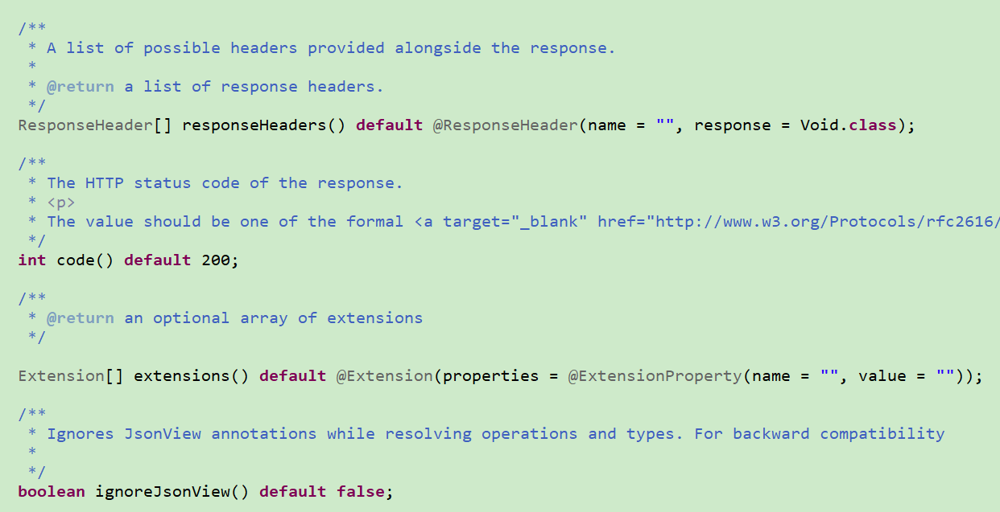 /**
 * A list of possible headers provided alongside the response.
 *
 * @return a list of response headers.
 */
ResponseHeader[] responseHeaders() default @ResponseHeader(name = "", response = Void.class);
/**
 * The HTTP status code of the response.
 * <p>
 * The value should be one of the formal <a target="_blank" href="http://www.w3.org/Protocols/rfc2616/
 */
int code() default 200;
/**
 * @return an optional array of extensions
 */
Extension[] extensions() default @Extension(properties = @ExtensionProperty(name = "", value = ""));
/**
 * Ignores JsonView annotations while resolving operations and types. For backward compatibility
 *
 */
boolean ignoreJsonView() default false;